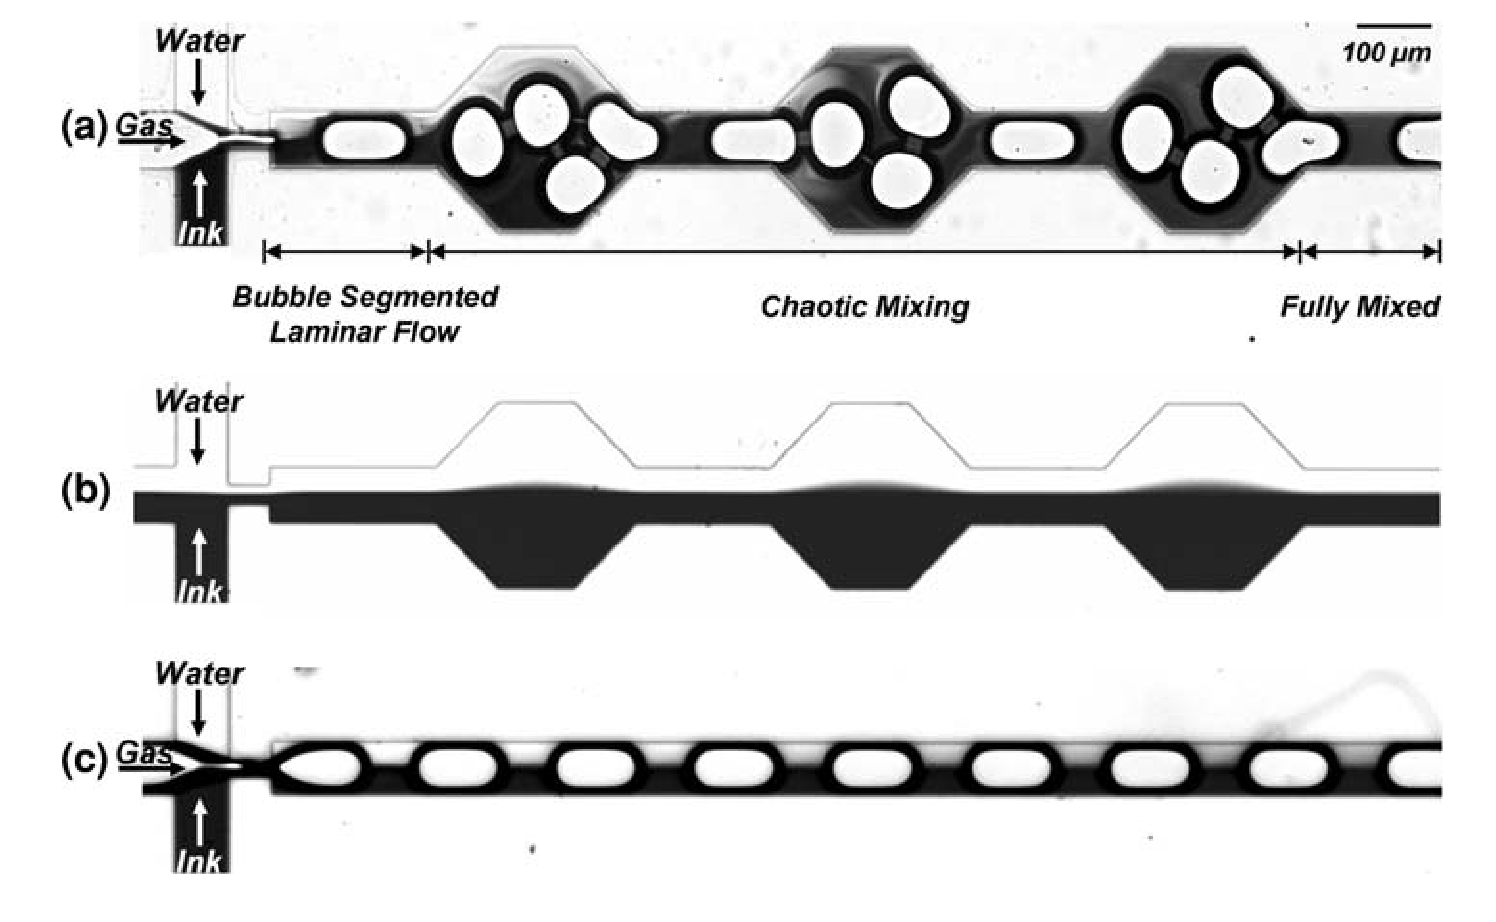 Water
100 µm
(a) Gas
Ink
Bubble Segmented
Laminar Flow
Chaotic Mixing
Fully Mixed
Water
(b)
Ink
Water
(c) Gas
Ink